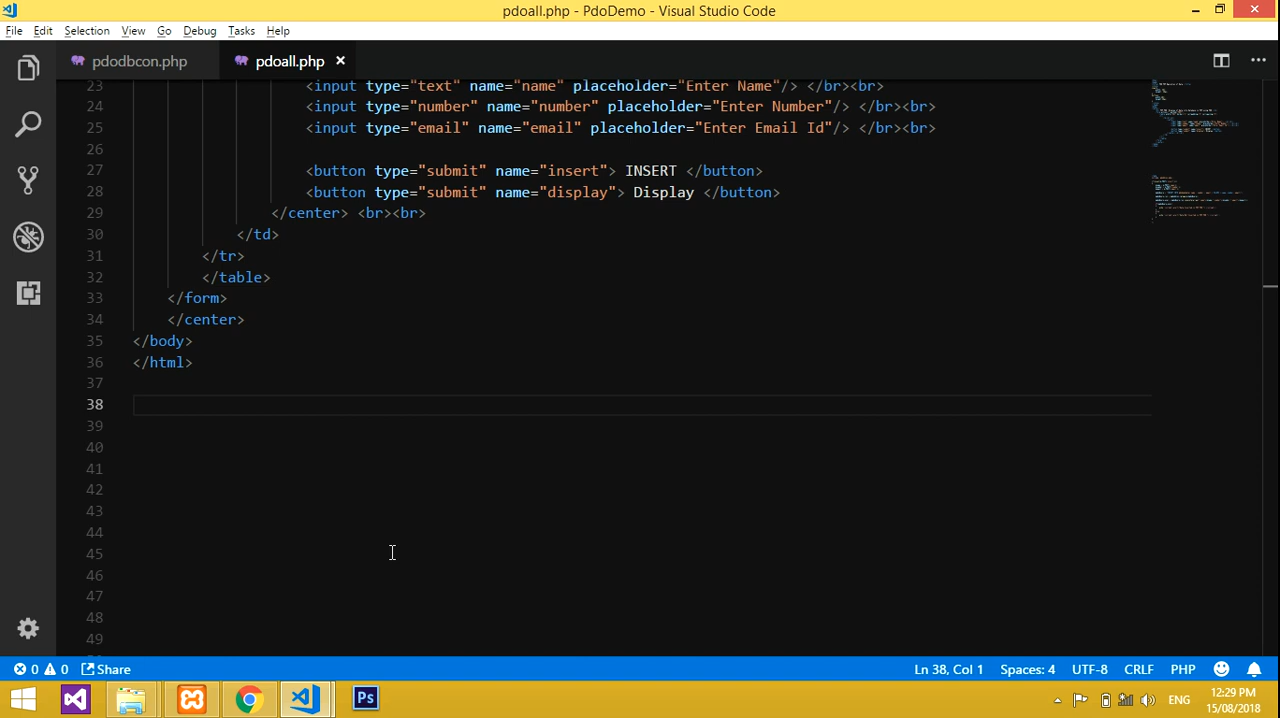 pdoall.php - PdoDemo - Visual Studio Code
File Edit Selection View Go Debug Tasks Help
pdodbcon.php pdoall.php
23 <input type="text" name="name" placeholder="Enter Name"/> </br><br>
24 <input type="number" name="number" placeholder="Enter Number"/> </br><br>
25 <input type="email" name="email" placeholder="Enter Email Id"/> </br><br>
26
27 <button type="submit" name="insert"> INSERT </button>
28 <button type="submit" name="display"> Display </button>
29 </center> <br><br>
30 </td>
31 </tr>
32 </table>
33 </form>
34 </center>
35 </body>
36 </html>
37
38
39
40
41
42
43
44
45
46
47
48
49
0 0 Share Ln 38, Col 1 Spaces: 4 UTF-8 CRLF PHP
Ps ENG 12:29 PM
15/08/2018